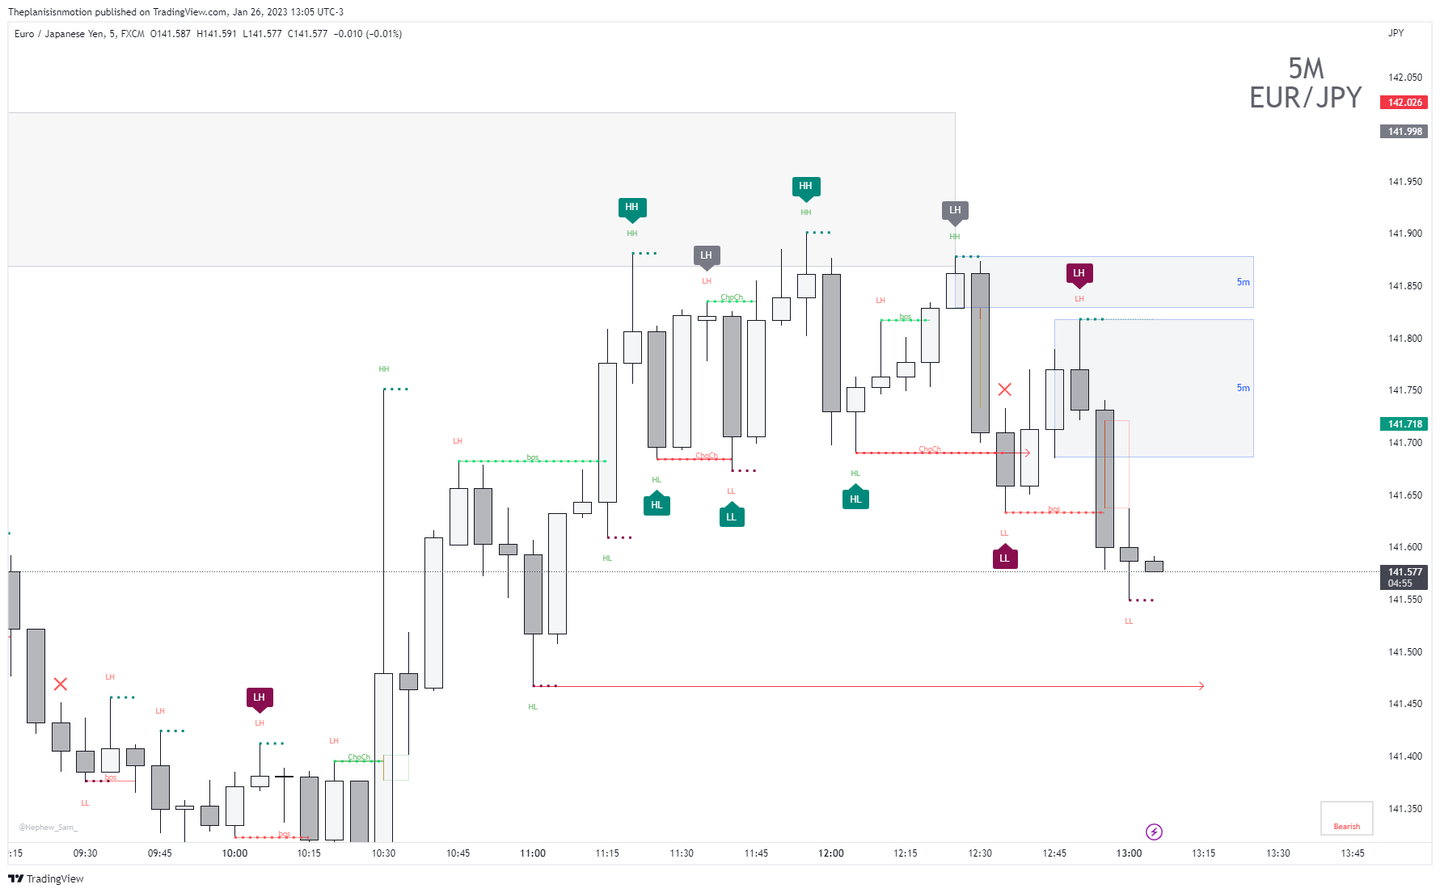 Theplanisisnmotion published on TradingView.com, Jan 26, 2023 13:05 UTC-3
Euro / Japanese Yen, 5, FXCM O141.587 H141.591 L141.577 C141.577 −0.010 (−0.01%)
JPY
5M
EUR/JPY
142.050
142.026
141.998
141.950
141.900
141.850
141.800
141.750
141.718
141.700
141.650
141.600
141.577
04:55
141.550
141.500
141.450
141.400
141.350
HH
HH
HH
HH
LH
HH
LH
LH
ChoCh
5m
LH
LH
LH
bos
5m
HH
LH
bos
ChoCh
ChoCh
HL
HL
LL
LL
HL
HL
bos
LL
LL
HL
LL
HL
LH
LH
LH
LH
LH
ChoCh
bos
LL
bos
@Nephew_Sam_
Bearish
:15
09:30
09:45
10:00
10:15
10:30
10:45
11:00
11:15
11:30
11:45
12:00
12:15
12:30
12:45
13:00
13:15
13:30
13:45
TradingView